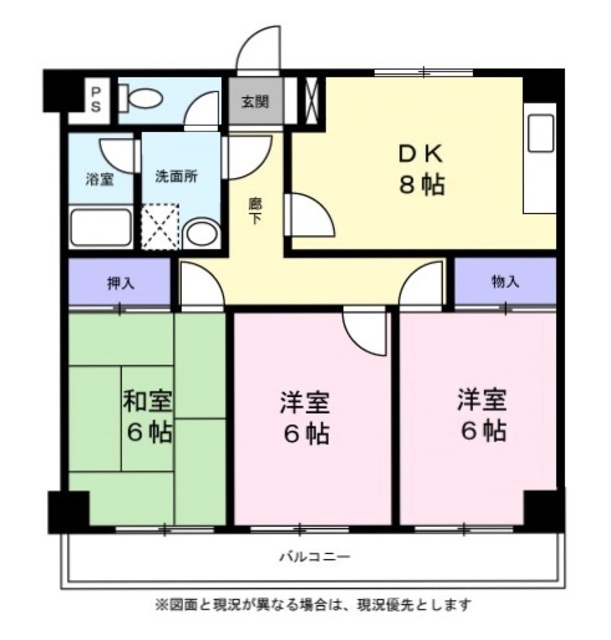 PS
玄関
DK
8帖
浴室
洗面所
廊下
押入
物入
和室
6帖
洋室
6帖
洋室
6帖
バルコニー
※図面と現況が異なる場合は、現況優先とします